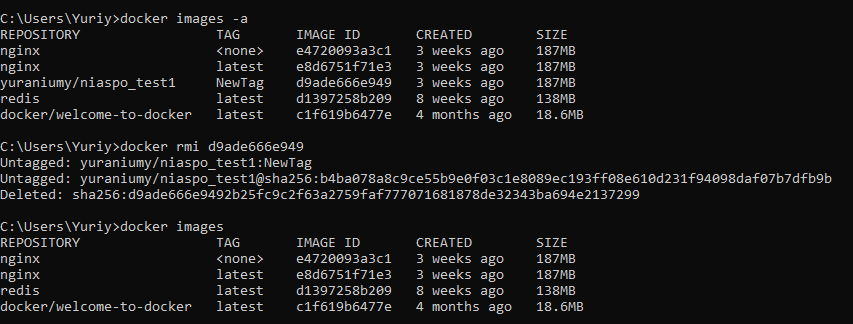 C:\Users\Yuriy>docker images -a
REPOSITORY TAG IMAGE ID CREATED SIZE
nginx <none> e4720093a3c1 3 weeks ago 187MB
nginx latest e8d6751f71e3 3 weeks ago 187MB
yuraniumy/niaspo_test1 NewTag d9ade666e949 3 weeks ago 187MB
redis latest d1397258b209 8 weeks ago 138MB
docker/welcome-to-docker latest c1f619b6477e 4 months ago 18.6MB
C:\Users\Yuriy>docker rmi d9ade666e949
Untagged: yuraniumy/niaspo_test1:NewTag
Untagged: yuraniumy/niaspo_test1@sha256:b4ba078a8c9ce55b9e0f03c1e8089ec193ff08e610d231f94098daf07b7dfb9b
Deleted: sha256:d9ade666e9492b25fc9c2f63a2759faf777071681878de32343ba694e2137299
C:\Users\Yuriy>docker images
REPOSITORY TAG IMAGE ID CREATED SIZE
nginx <none> e4720093a3c1 3 weeks ago 187MB
nginx latest e8d6751f71e3 3 weeks ago 187MB
redis latest d1397258b209 8 weeks ago 138MB
docker/welcome-to-docker latest c1f619b6477e 4 months ago 18.6MB